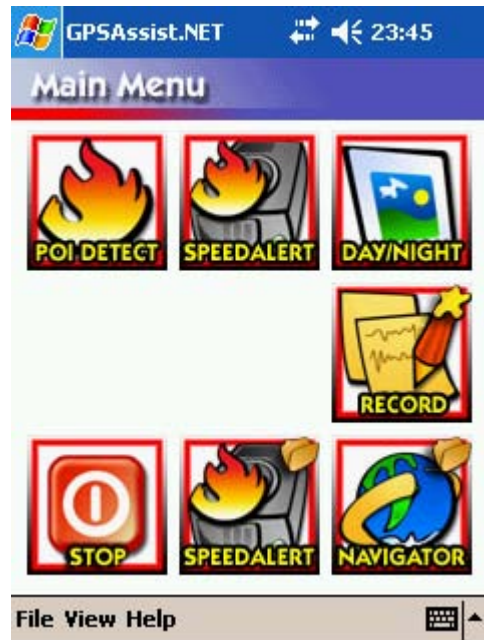 GPSAssist.NET 23:45
Main Menu
POI DETECT SPEEDALERT DAY/NIGHT
RECORD
STOP SPEEDALERT NAVIGATOR
File View Help